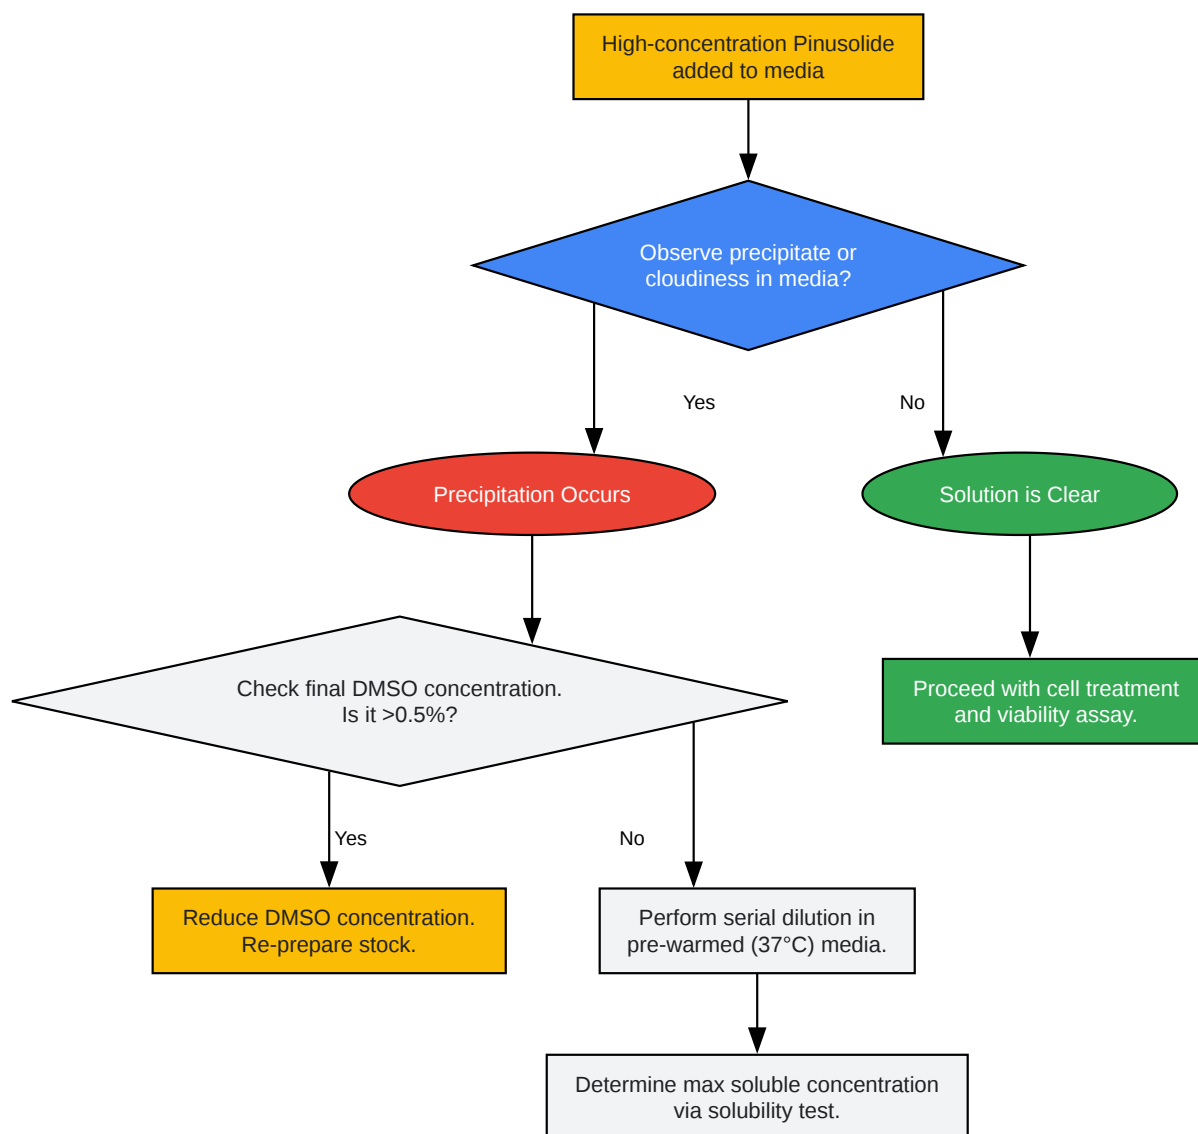 High-concentration Pinusolide
added to media
Observe precipitate or
cloudiness in media?
Yes
No
Precipitation Occurs
Solution is Clear
Check final DMSO concentration.
Is it >0.5%?
Proceed with cell treatment
and viability assay.
Yes
No
Reduce DMSO concentration.
Re-prepare stock.
Perform serial dilution in
pre-warmed (37°C) media.
Determine max soluble concentration
via solubility test.